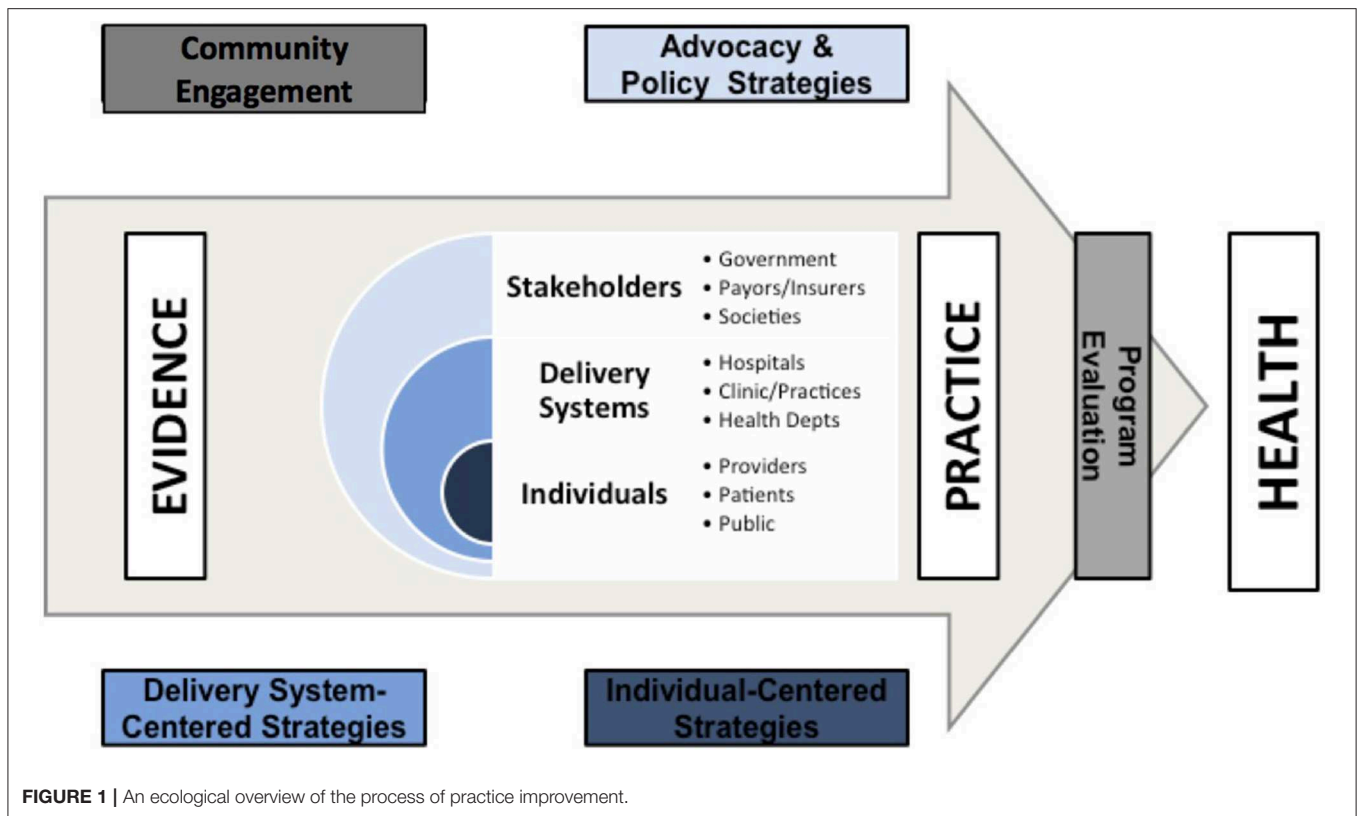 Community
Engagement
Advocacy &
Policy Strategies
EVIDENCE
Stakeholders
• Government
• Payors/Insurers
• Societies
Delivery
Systems
• Hospitals
• Clinic/Practices
• Health Depts
Individuals
• Providers
• Patients
• Public
PRACTICE
Program
Evaluation
HEALTH
Delivery System-
Centered Strategies
Individual-Centered
Strategies
FIGURE 1 | An ecological overview of the process of practice improvement.